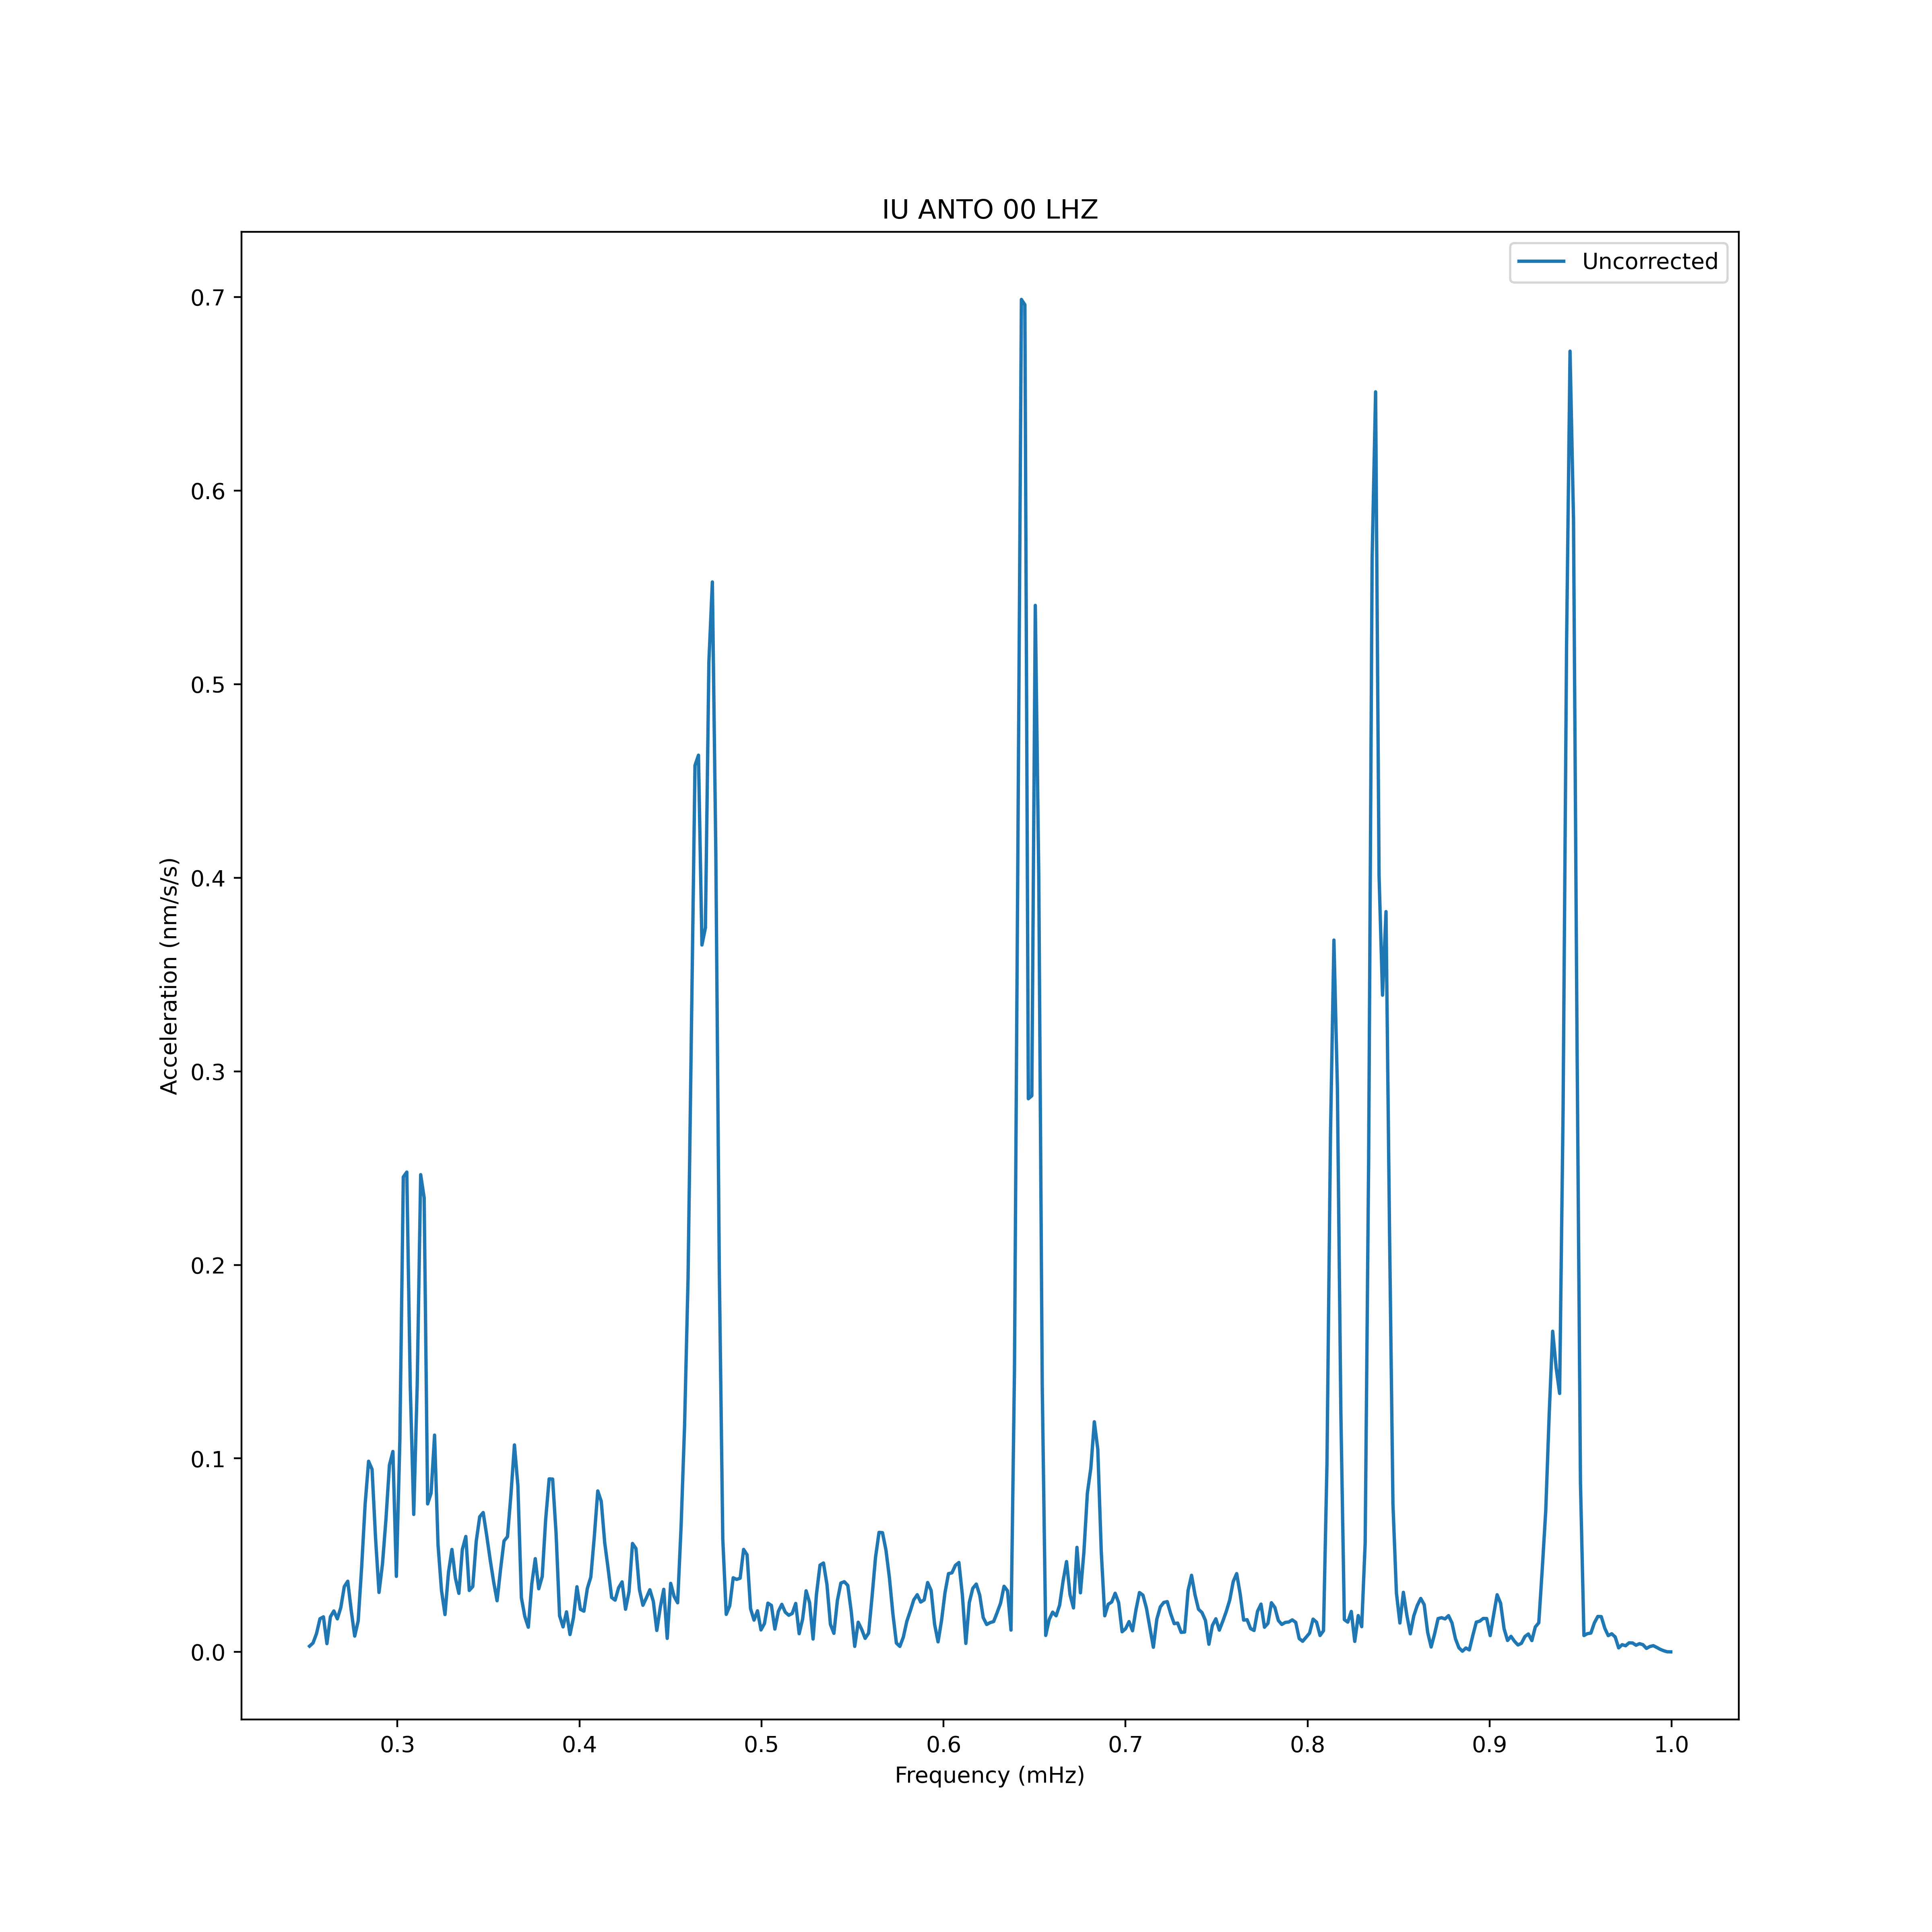 IU ANTO 00 LHZ
Uncorrected
0.7
0.6
0.5
0.4
0.3
0.2
0.1
0.0
Acceleration (nm/s/s)
0.3 0.4 0.5 0.6 0.7 0.8 0.9 1.0
Frequency (mHz)